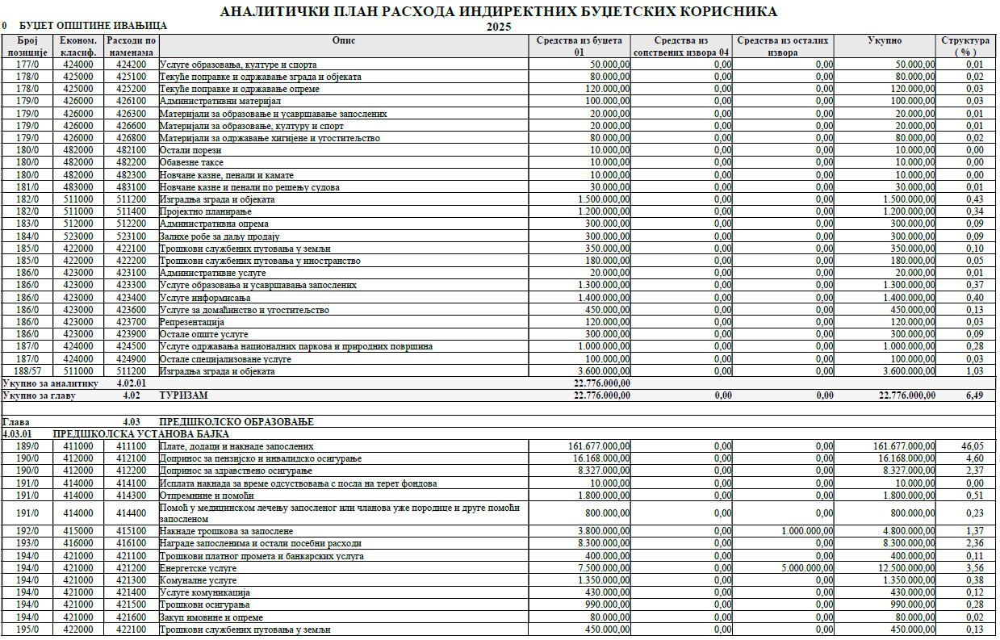 АНАЛИТИЧКИ ПЛАН РАСХОДА ИНДИРЕКТНИХ БУЏЕТСКИХ КОРИСНИКА
0 БУЏЕТ ОПШТИНЕ ИВАЊИЦА 2025
Број Економ. Расходи по Опис Средства из буџета Средства из Средства из осталих Укупно Структура
позиције класиф. наменама 01 сопствених извора 04 извора ( % )
177/0 424000 424200 Услуге образовања, културе и спорта 50.000,00 0,00 0,00 50.000,00 0,01
178/0 425000 425100 Текуће поправке и одржавање зграда и објеката 80.000,00 0,00 0,00 80.000,00 0,02
178/0 425000 425200 Текуће поправке и одржавање опреме 120.000,00 0,00 0,00 120.000,00 0,03
179/0 426000 426100 Административни материјал 100.000,00 0,00 0,00 100.000,00 0,03
179/0 426000 426300 Материјали за образовање и усавршавање запослених 20.000,00 0,00 0,00 20.000,00 0,01
179/0 426000 426600 Материјали за образовање, културу и спорт 20.000,00 0,00 0,00 20.000,00 0,01
179/0 426000 426800 Материјали за одржавање хигијене и угоститељство 80.000,00 0,00 0,00 80.000,00 0,02
180/0 482000 482100 Остали порези 10.000,00 0,00 0,00 10.000,00 0,00
180/0 482000 482200 Обавезне таксе 10.000,00 0,00 0,00 10.000,00 0,00
180/0 482000 482300 Новчане казне, пенали и камате 10.000,00 0,00 0,00 10.000,00 0,00
181/0 483000 483100 Новчане казне и пенали по решењу судова 30.000,00 0,00 0,00 30.000,00 0,01
182/0 511000 511200 Изградња зграда и објеката 1.500.000,00 0,00 0,00 1.500.000,00 0,43
182/0 511000 511400 Пројектно планирање 1.200.000,00 0,00 0,00 1.200.000,00 0,34
183/0 512000 512200 Административна опрема 300.000,00 0,00 0,00 300.000,00 0,09
184/0 523000 523100 Залихе робе за даљу продају 300.000,00 0,00 0,00 300.000,00 0,09
185/0 422000 422100 Трошкови службених путовања у земљи 350.000,00 0,00 0,00 350.000,00 0,10
185/0 422000 422200 Трошкови службених путовања у иностранство 180.000,00 0,00 0,00 180.000,00 0,05
186/0 423000 423100 Административне услуге 20.000,00 0,00 0,00 20.000,00 0,01
186/0 423000 423300 Услуге образовања и усавршавања запослених 1.300.000,00 0,00 0,00 1.300.000,00 0,37
186/0 423000 423400 Услуге информисања 1.400.000,00 0,00 0,00 1.400.000,00 0,40
186/0 423000 423600 Услуге за домаћинство и угоститељство 450.000,00 0,00 0,00 450.000,00 0,13
186/0 423000 423700 Репрезентација 120.000,00 0,00 0,00 120.000,00 0,03
186/0 423000 423900 Остале опште услуге 300.000,00 0,00 0,00 300.000,00 0,09
187/0 424000 424500 Услуге одржавања националних паркова и природних површина 1.000.000,00 0,00 0,00 1.000.000,00 0,28
187/0 424000 424900 Остале специјализоване услуге 100.000,00 0,00 0,00 100.000,00 0,03
188/57 511000 511200 Изградња зграда и објеката 3.600.000,00 0,00 0,00 3.600.000,00 1,03
Укупно за аналитику 4.02.01 22.776.000,00
Укупно за главу 4.02 ТУРИЗАМ 22.776.000,00 0,00 0,00 22.776.000,00 6,49
Глава 4.03 ПРЕДШКОЛСКО ОБРАЗОВАЊЕ
4.03.01 ПРЕДШКОЛСКА УСТАНОВА БАЈКА
189/0 411000 411100 Плате, додаци и накнаде запослених 161.677.000,00 0,00 0,00 161.677.000,00 46,05
190/0 412000 412100 Допринос за пензијско и инвалидско осигурање 16.168.000,00 0,00 0,00 16.168.000,00 4,60
190/0 412000 412200 Допринос за здравствено осигурање 8.327.000,00 0,00 0,00 8.327.000,00 2,37
191/0 414000 414100 Исплата накнада за време одсуствовања с посла на терет фондова 10.000,00 0,00 0,00 10.000,00 0,00
191/0 414000 414300 Отпремнине и помоћи 1.800.000,00 0,00 0,00 1.800.000,00 0,51
191/0 414000 414400 Помоћ у медицинском лечењу запосленог или чланова уже породице и друге помоћи 800.000,00 0,00 0,00 800.000,00 0,23
запосленом
192/0 415000 415100 Накнаде трошкова за запослене 3.800.000,00 0,00 1.000.000,00 4.800.000,00 1,37
193/0 416000 416100 Награде запосленима и остали посебни расходи 8.300.000,00 0,00 0,00 8.300.000,00 2,36
194/0 421000 421100 Трошкови платног промета и банкарских услуга 400.000,00 0,00 0,00 400.000,00 0,11
194/0 421000 421200 Енергетске услуге 7.500.000,00 0,00 5.000.000,00 12.500.000,00 3,56
194/0 421000 421300 Комуналне услуге 1.350.000,00 0,00 0,00 1.350.000,00 0,38
194/0 421000 421400 Услуге комуникација 430.000,00 0,00 0,00 430.000,00 0,12
194/0 421000 421500 Трошкови осигурања 990.000,00 0,00 0,00 990.000,00 0,28
194/0 421000 421600 Закуп имовине и опреме 80.000,00 0,00 0,00 80.000,00 0,02
195/0 422000 422100 Трошкови службених путовања у земљи 450.000,00 0,00 0,00 450.000,00 0,13